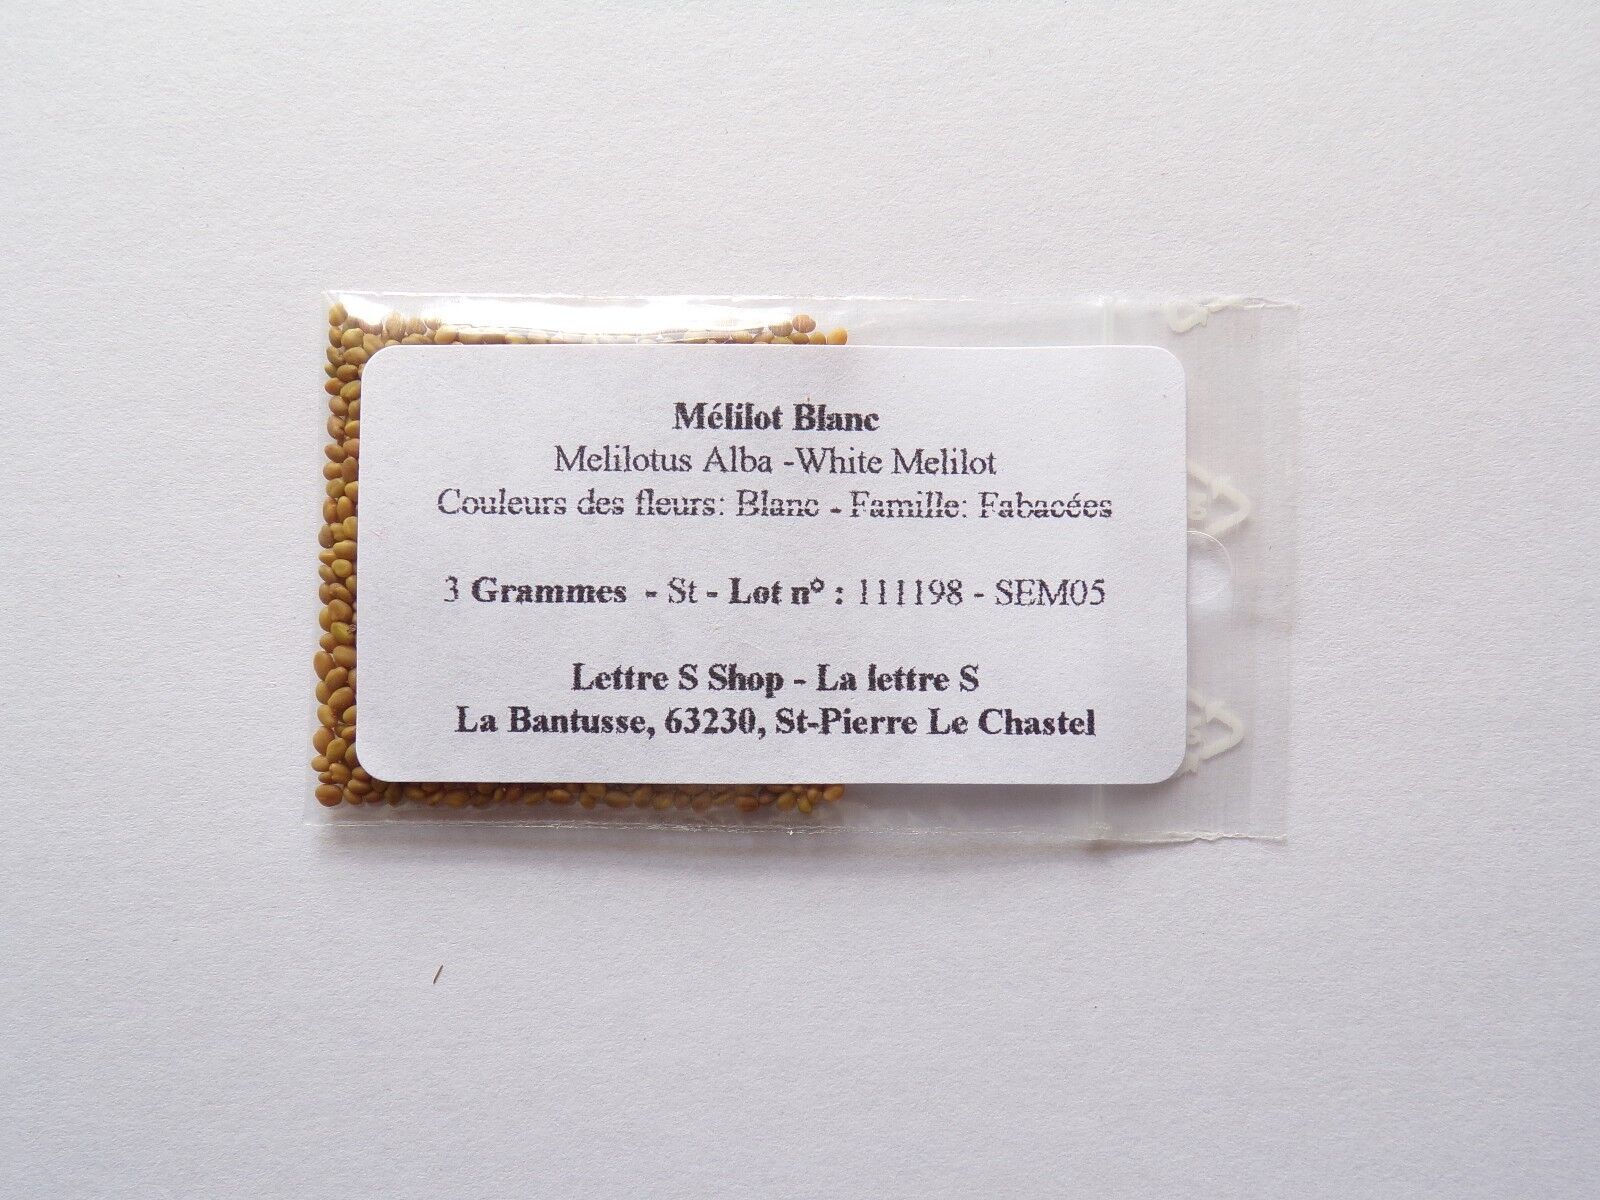 Mélilot Blanc
Melilotus Alba -White Melilot
Couleurs des fleurs: Blanc - Famille: Fabacées
3 Grammes - St - Lot n° : 111198 - SEM05
Lettre S Shop - La lettre S
La Bantusse, 63230, St-Pierre Le Chastel